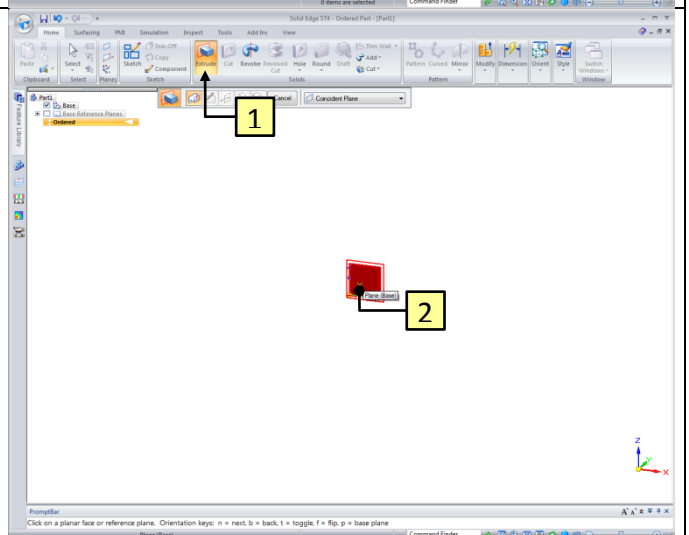 0 items are selected
Command Finder
Solid Edge ST4 - Ordered Part - [Part1]
Home Surfacing PMI Simulation Inspect Tools Add Ins View
Paste
Clipboard
Select
Select
Planes
Sketch
Tear-Off
Copy
Component
Sketch
Extrude
Cut
Revolve
Revolved Cut
Hole
Round
Draft
Thin Wall
Add
Cut
Solids
Pattern
Curved
Mirror
Pattern
Modify
Dimension
Orient
Style
Switch Windows
Window
Part1
Base
Base Reference Planes
Ordered
Cancel
Coincident Plane
Feature Library
1
Plane (Base)
2
Z
Y
X
PromptBar
Click on a planar face or reference plane. Orientation keys: n = next, b = back, t = toggle, f = flip, p = base plane
Plane (Base)
Command Finder